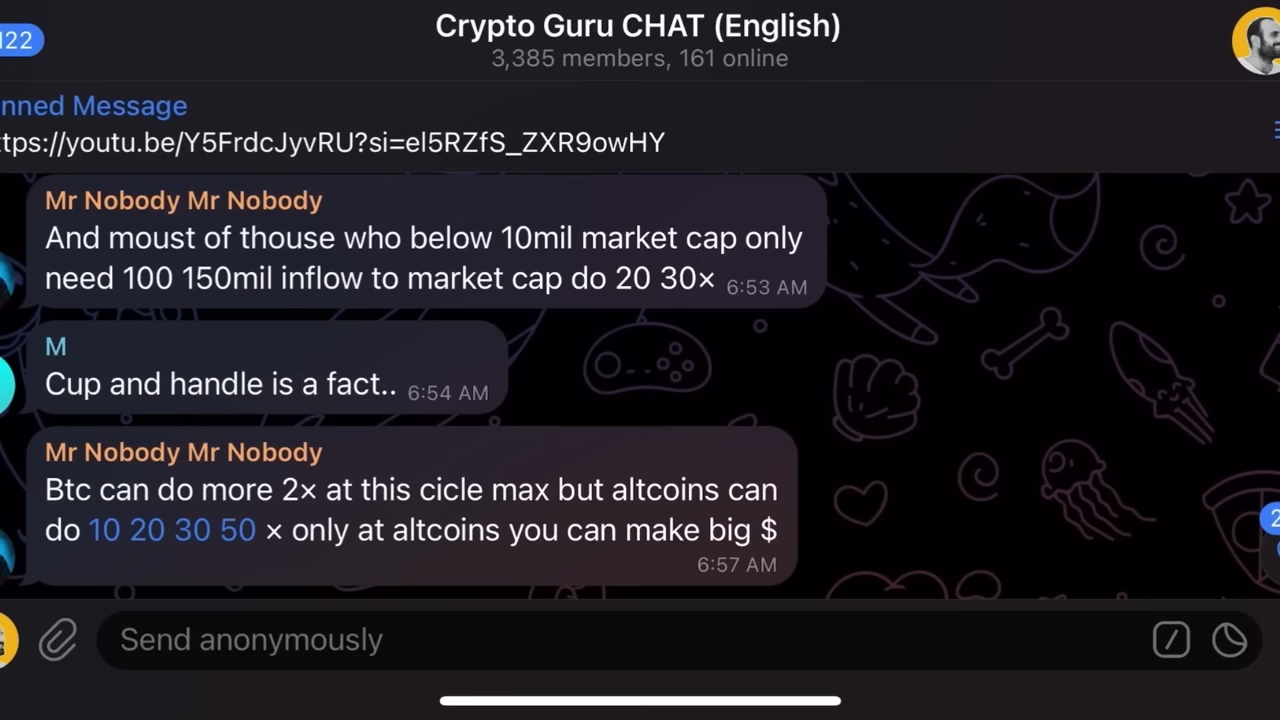 122
Crypto Guru CHAT (English)
3,385 members, 161 online
nned Message
ttps://youtu.be/Y5FrdcJyvRU?si=el5RZfS_ZXR9owHY
Mr Nobody Mr Nobody
And moust of thouse who below 10mil market cap only
need 100 150mil inflow to market cap do 20 30× 6:53 AM
M
Cup and handle is a fact.. 6:54 AM
Mr Nobody Mr Nobody
Btc can do more 2× at this cicle max but altcoins can
do 10 20 30 50 × only at altcoins you can make big $
6:57 AM
2
Send anonymously